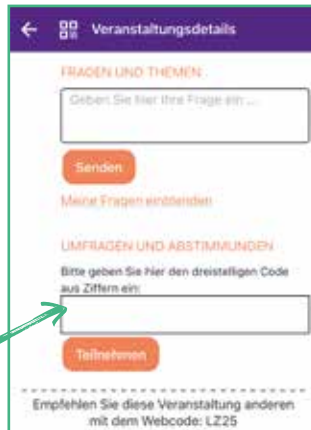 Veranstaltungsdetails
FRAGEN UND THEMEN
Geben Sie hier Ihre Frage ein ...
Senden
Meine Fragen einblenden
UMFRAGEN UND ABSTIMMUNGEN
Bitte geben Sie hier den dreistelligen Code
aus Ziffern ein:
Teilnehmen
Empfehlen Sie diese Veranstaltung anderen
mit dem Webcode: LZ25